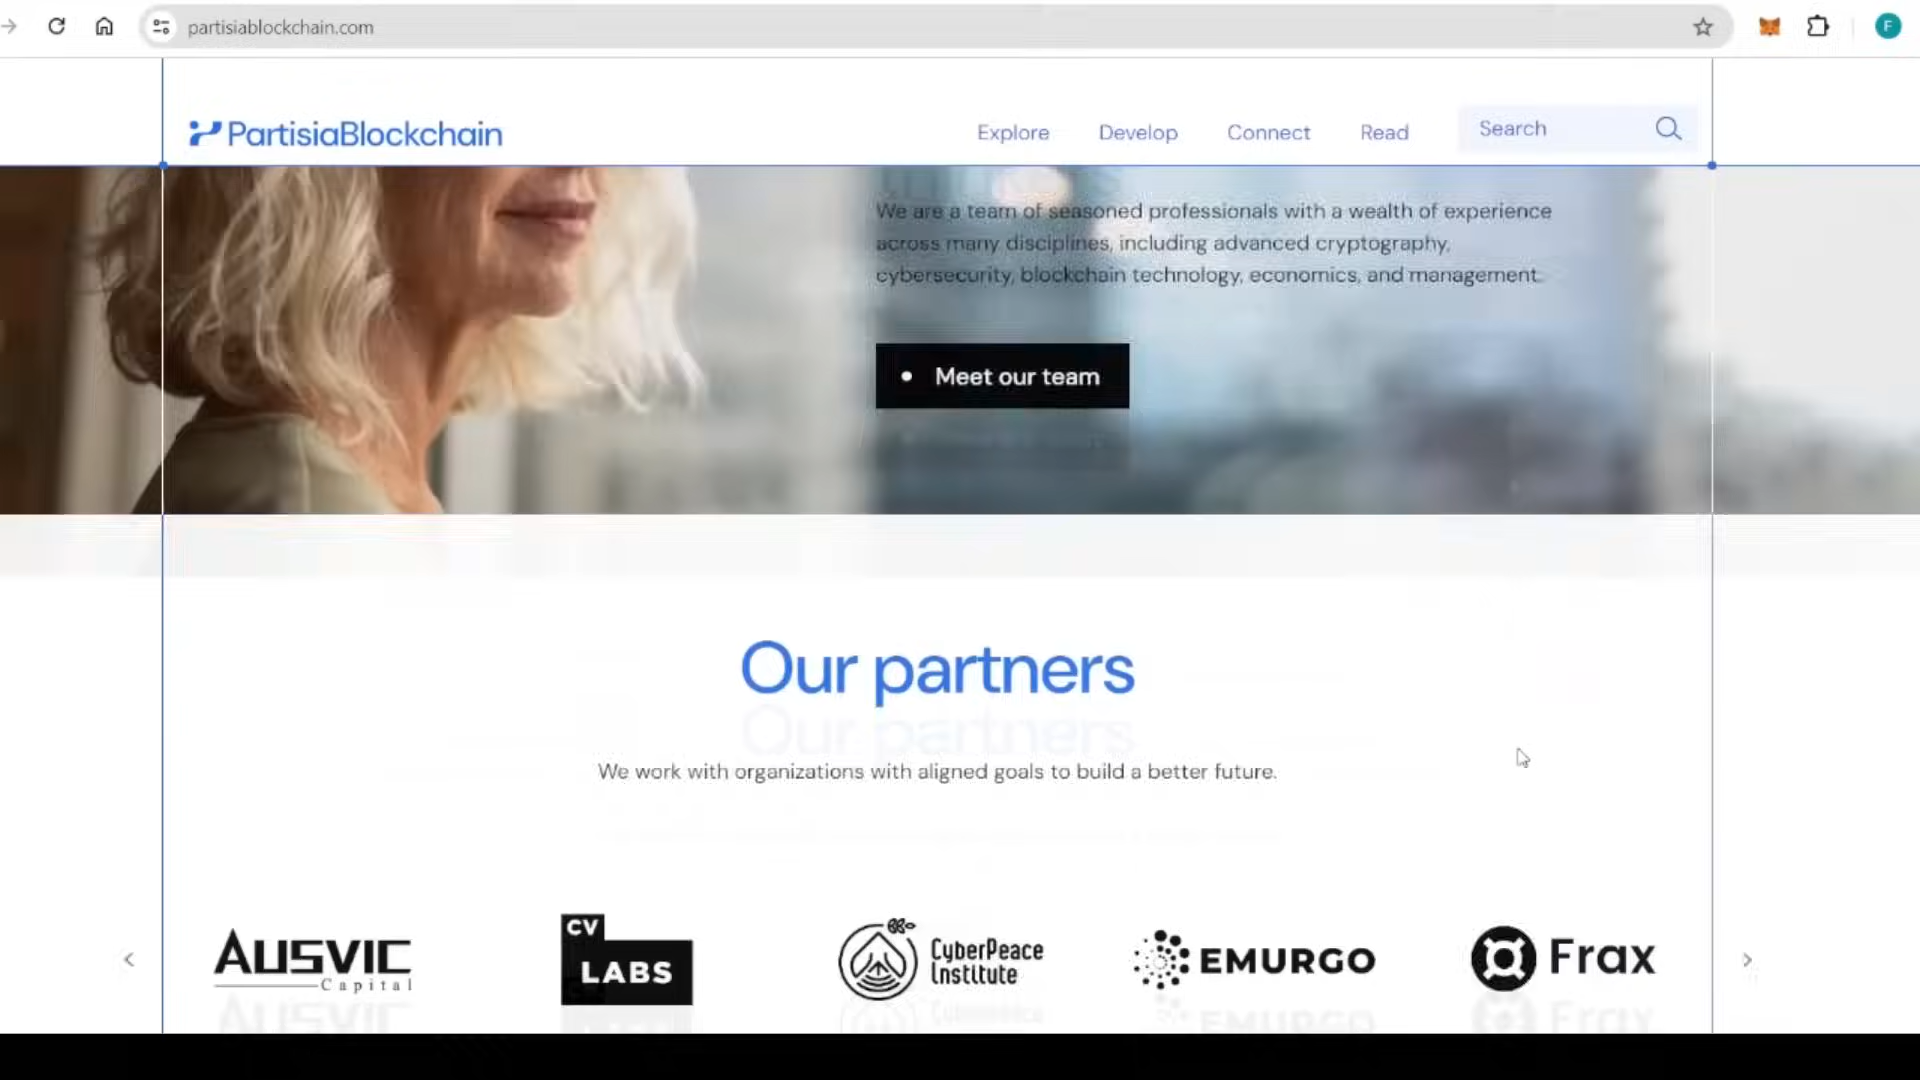 partisiablockchain.com
F
PartisiaBlockchain
Explore
Develop
Connect
Read
Search
We are a team of seasoned professionals with a wealth of experience
across many disciplines, including advanced cryptography,
cybersecurity, blockchain technology, economics, and management.
Meet our team
Our partners
We work with organizations with aligned goals to build a better future.
AUSVIC
Capital
CV
LABS
CyberPeace
Institute
EMURGO
Frax